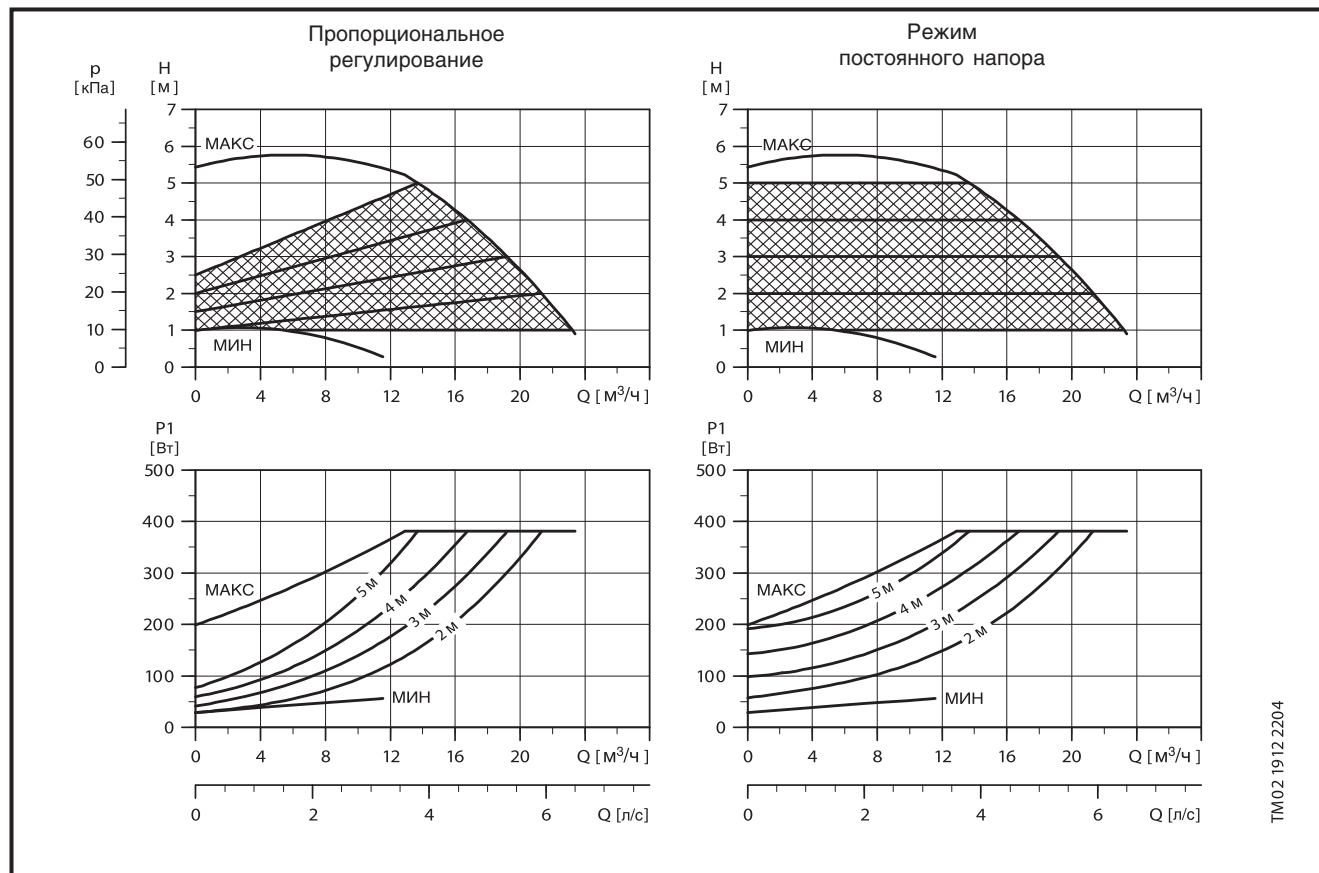 Пропорциональное
регулирование
Режим
постоянного напора
p
[кПа]
H
[м]
H
[м]
60
50
40
30
20
10
0
7
6
5
4
3
2
1
0
МАКС
МИН
0 4 8 12 16 20 Q [м³/ч]
7
6
5
4
3
2
1
0
МАКС
МИН
0 4 8 12 16 20 Q [м³/ч]
P1
[Вт]
500
400
300
200
100
0
МАКС
5 м
4 м
3 м
2 м
МИН
0 4 8 12 16 20 Q [м³/ч]
0 2 4 6 Q [л/с]
P1
[Вт]
500
400
300
200
100
0
МАКС
5 м
4 м
3 м
2 м
МИН
0 4 8 12 16 20 Q [м³/ч]
0 2 4 6 Q [л/с]
TM02 1912 2204